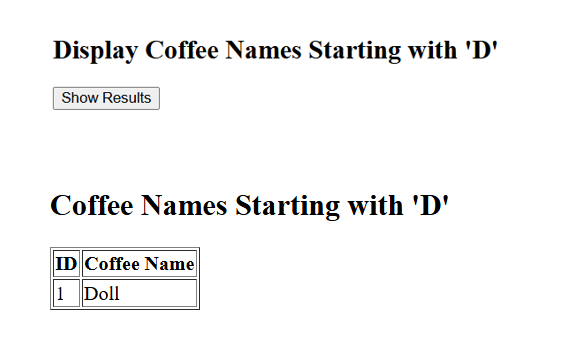 Display Coffee Names Starting with 'D'
Show Results
Coffee Names Starting with 'D'
ID Coffee Name
1 Doll